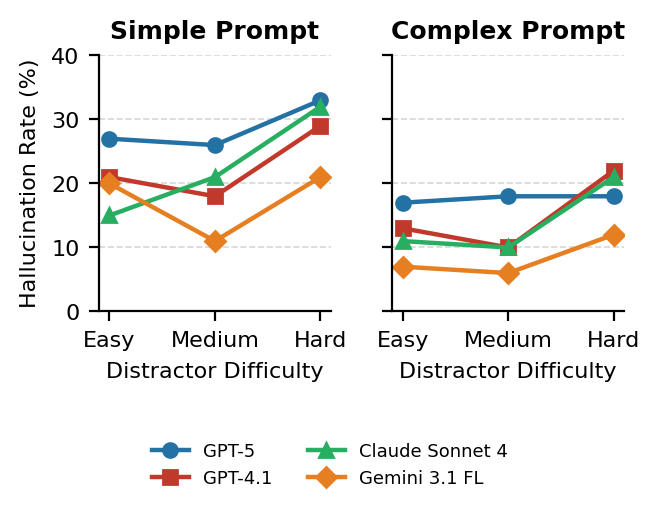 Simple Prompt
Complex Prompt
Hallucination Rate (%)
40
30
20
10
0
Easy Medium Hard
Easy Medium Hard
Distractor Difficulty
Distractor Difficulty
GPT-5
GPT-4.1
Claude Sonnet 4
Gemini 3.1 FL